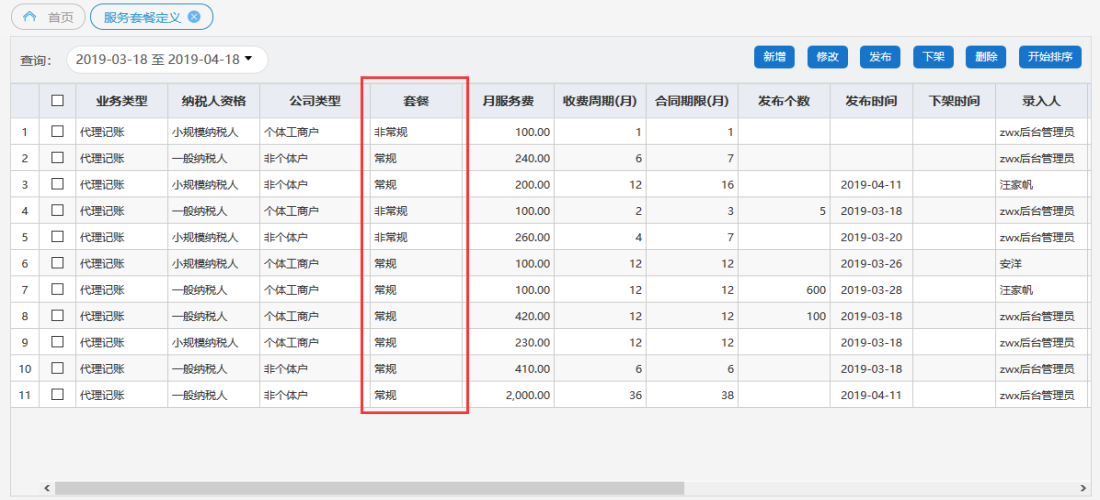 首页 服务套餐定义
查询： 2019-03-18 至 2019-04-18 新增 修改 发布 下架 删除 开始排序
业务类型 纳税人资格 公司类型 套餐 月服务费 收费周期(月) 合同期限(月) 发布个数 发布时间 下架时间 录入人
1 代理记账 小规模纳税人 个体工商户 非常规 100.00 1 1 zwx后台管理员
2 代理记账 一般纳税人 非个体户 常规 240.00 6 7 zwx后台管理员
3 代理记账 小规模纳税人 非个体户 常规 200.00 12 16 2019-04-11 汪家帆
4 代理记账 一般纳税人 个体工商户 非常规 100.00 2 3 5 2019-03-18 zwx后台管理员
5 代理记账 小规模纳税人 非个体户 非常规 260.00 4 7 2019-03-20 zwx后台管理员
6 代理记账 小规模纳税人 个体工商户 常规 100.00 12 12 2019-03-26 安洋
7 代理记账 一般纳税人 个体工商户 常规 100.00 12 12 600 2019-03-28 汪家帆
8 代理记账 一般纳税人 个体工商户 常规 420.00 12 12 100 2019-03-18 zwx后台管理员
9 代理记账 小规模纳税人 个体工商户 常规 230.00 12 12 2019-03-18 zwx后台管理员
10 代理记账 一般纳税人 非个体户 常规 410.00 6 6 2019-03-18 zwx后台管理员
11 代理记账 一般纳税人 非个体户 常规 2,000.00 36 38 2019-04-11 zwx后台管理员